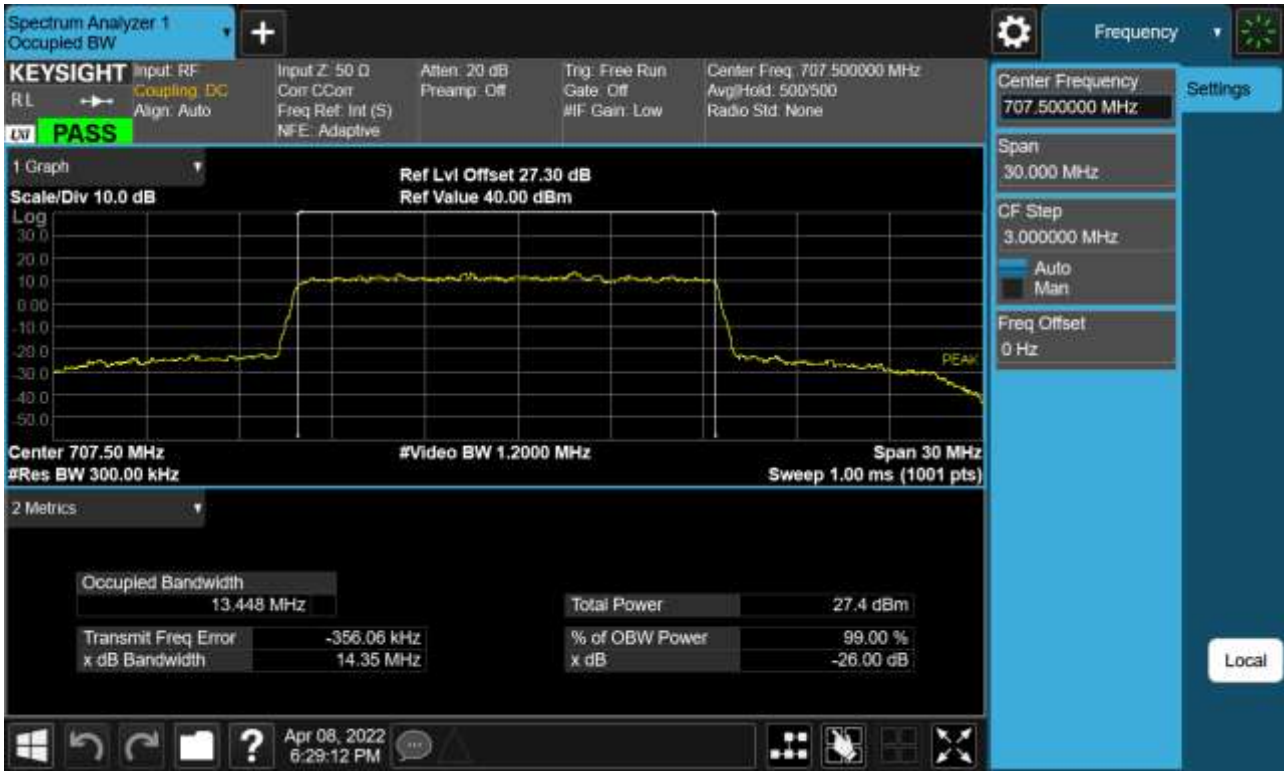 Spectrum Analyzer 1
Occupied BW
+
Frequency
KEYSIGHT
RL
PASS
Input: RF
Coupling: DC
Align: Auto
Input Z: 50 Ω
Corr CCorr
Freq Ref: Int (S)
NFE: Adaptive
Atten: 20 dB
Preamp: Off
Trig: Free Run
Gate: Off
#IF Gain: Low
Center Freq: 707.500000 MHz
Avg|Hold: 500/500
Radio Std: None
Center Frequency
707.500000 MHz
Settings
Span
30.000 MHz
CF Step
3.000000 MHz
Auto
Man
Freq Offset
0 Hz
Local
1 Graph
Scale/Div 10.0 dB
Ref Lvl Offset 27.30 dB
Ref Value 40.00 dBm
Log
30.0
20.0
10.0
0.00
-10.0
-20.0
-30.0
-40.0
-50.0
PEAK
Center 707.50 MHz
#Video BW 1.2000 MHz
Span 30 MHz
#Res BW 300.00 kHz
Sweep 1.00 ms (1001 pts)
2 Metrics
Occupied Bandwidth
13.448 MHz
Total Power 27.4 dBm
Transmit Freq Error -356.06 kHz
% of OBW Power 99.00 %
x dB Bandwidth 14.35 MHz
x dB -26.00 dB
?
Apr 08, 2022
6:29:12 PM